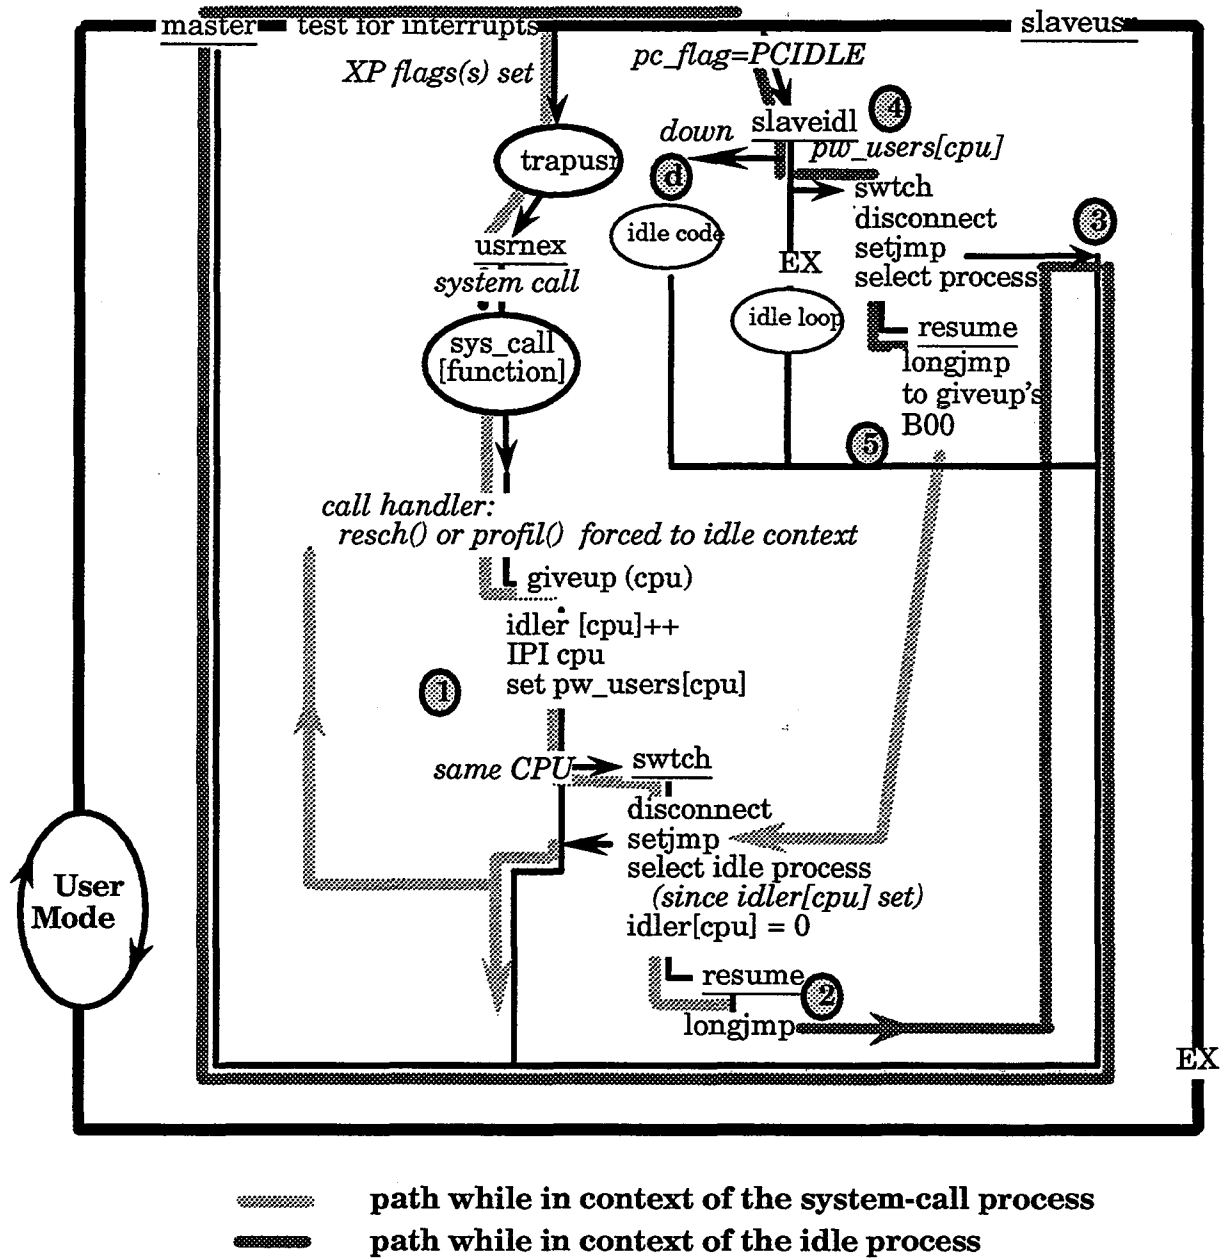 master test for interrupts slaveus
XP flags(s) set
pc_flag=PCIDLE
slaveidl 4
down
pw_users[cpu]
trapusr
d
swtch
disconnect
3
idle code
usrnex
setjmp
EX
select process
system call
idle loop
resume
sys_call
[function]
longjmp
to giveup's
B00
5
call handler:
resch() or profil() forced to idle context
giveup (cpu)
idler [cpu]++
IPI cpu
1
set pw_users[cpu]
same CPU
swtch
disconnect
setjmp
select idle process
(since idler[cpu] set)
idler[cpu] = 0
User
Mode
resume
2
longjmp
EX
path while in context of the system-call process
path while in context of the idle process